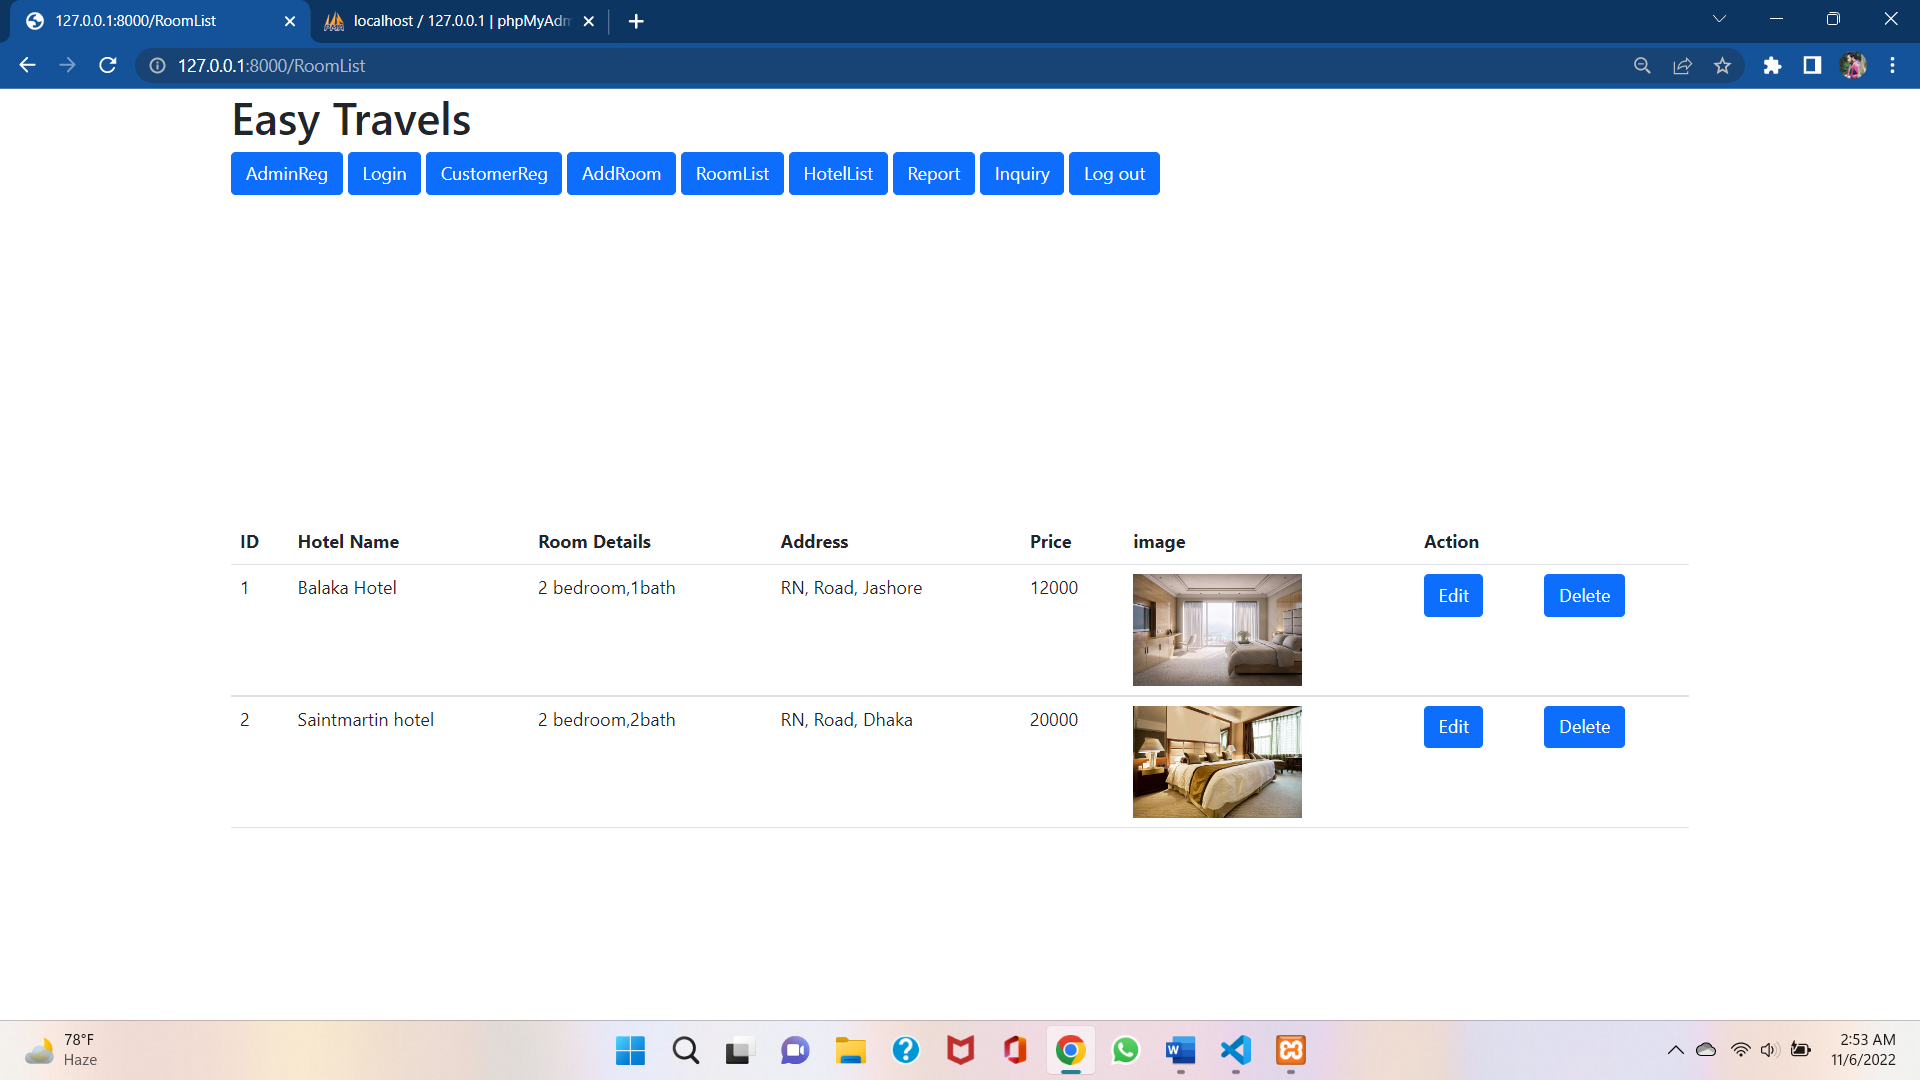 127.0.0.1:8000/RoomList
localhost / 127.0.0.1 | phpMyAdm
127.0.0.1:8000/RoomList
Easy Travels
AdminReg Login CustomerReg AddRoom RoomList HotelList Report Inquiry Log out
ID Hotel Name Room Details Address Price image Action
1 Balaka Hotel 2 bedroom,1bath RN, Road, Jashore 12000 Edit Delete
2 Saintmartin hotel 2 bedroom,2bath RN, Road, Dhaka 20000 Edit Delete
78°F
Haze
2:53 AM
11/6/2022